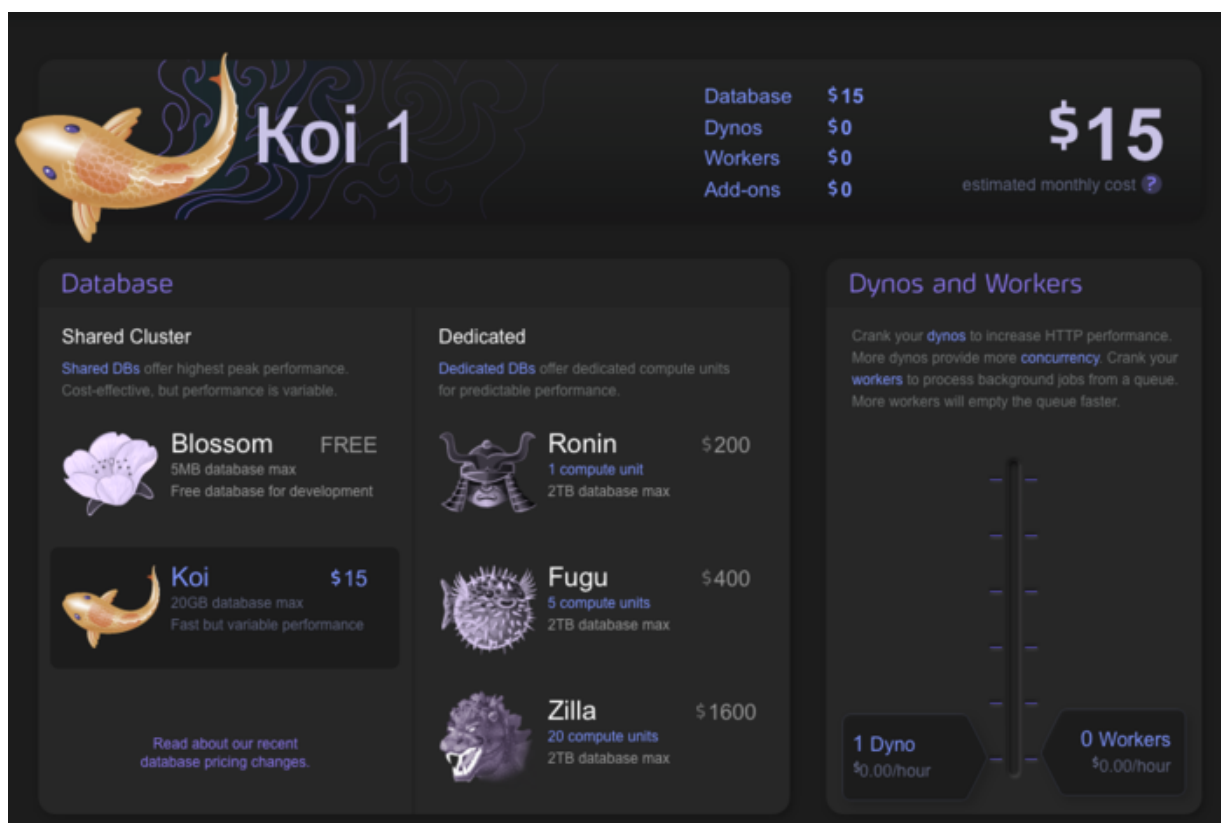 Koi 1
Database $15
Dynos $0
Workers $0
Add-ons $0
$15
estimated monthly cost ?
Database
Shared Cluster
Shared DBs offer highest peak performance.
Cost-effective, but performance is variable.
Blossom FREE
5MB database max
Free database for development
Koi $15
20GB database max
Fast but variable performance
Read about our recent
database pricing changes.
Dedicated
Dedicated DBs offer dedicated compute units
for predictable performance.
Ronin $200
1 compute unit
2TB database max
Fugu $400
5 compute units
2TB database max
Zilla $1600
20 compute units
2TB database max
Dynos and Workers
Crank your dynos to increase HTTP performance.
More dynos provide more concurrency. Crank your
workers to process background jobs from a queue.
More workers will empty the queue faster.
1 Dyno
$0.00/hour
0 Workers
$0.00/hour